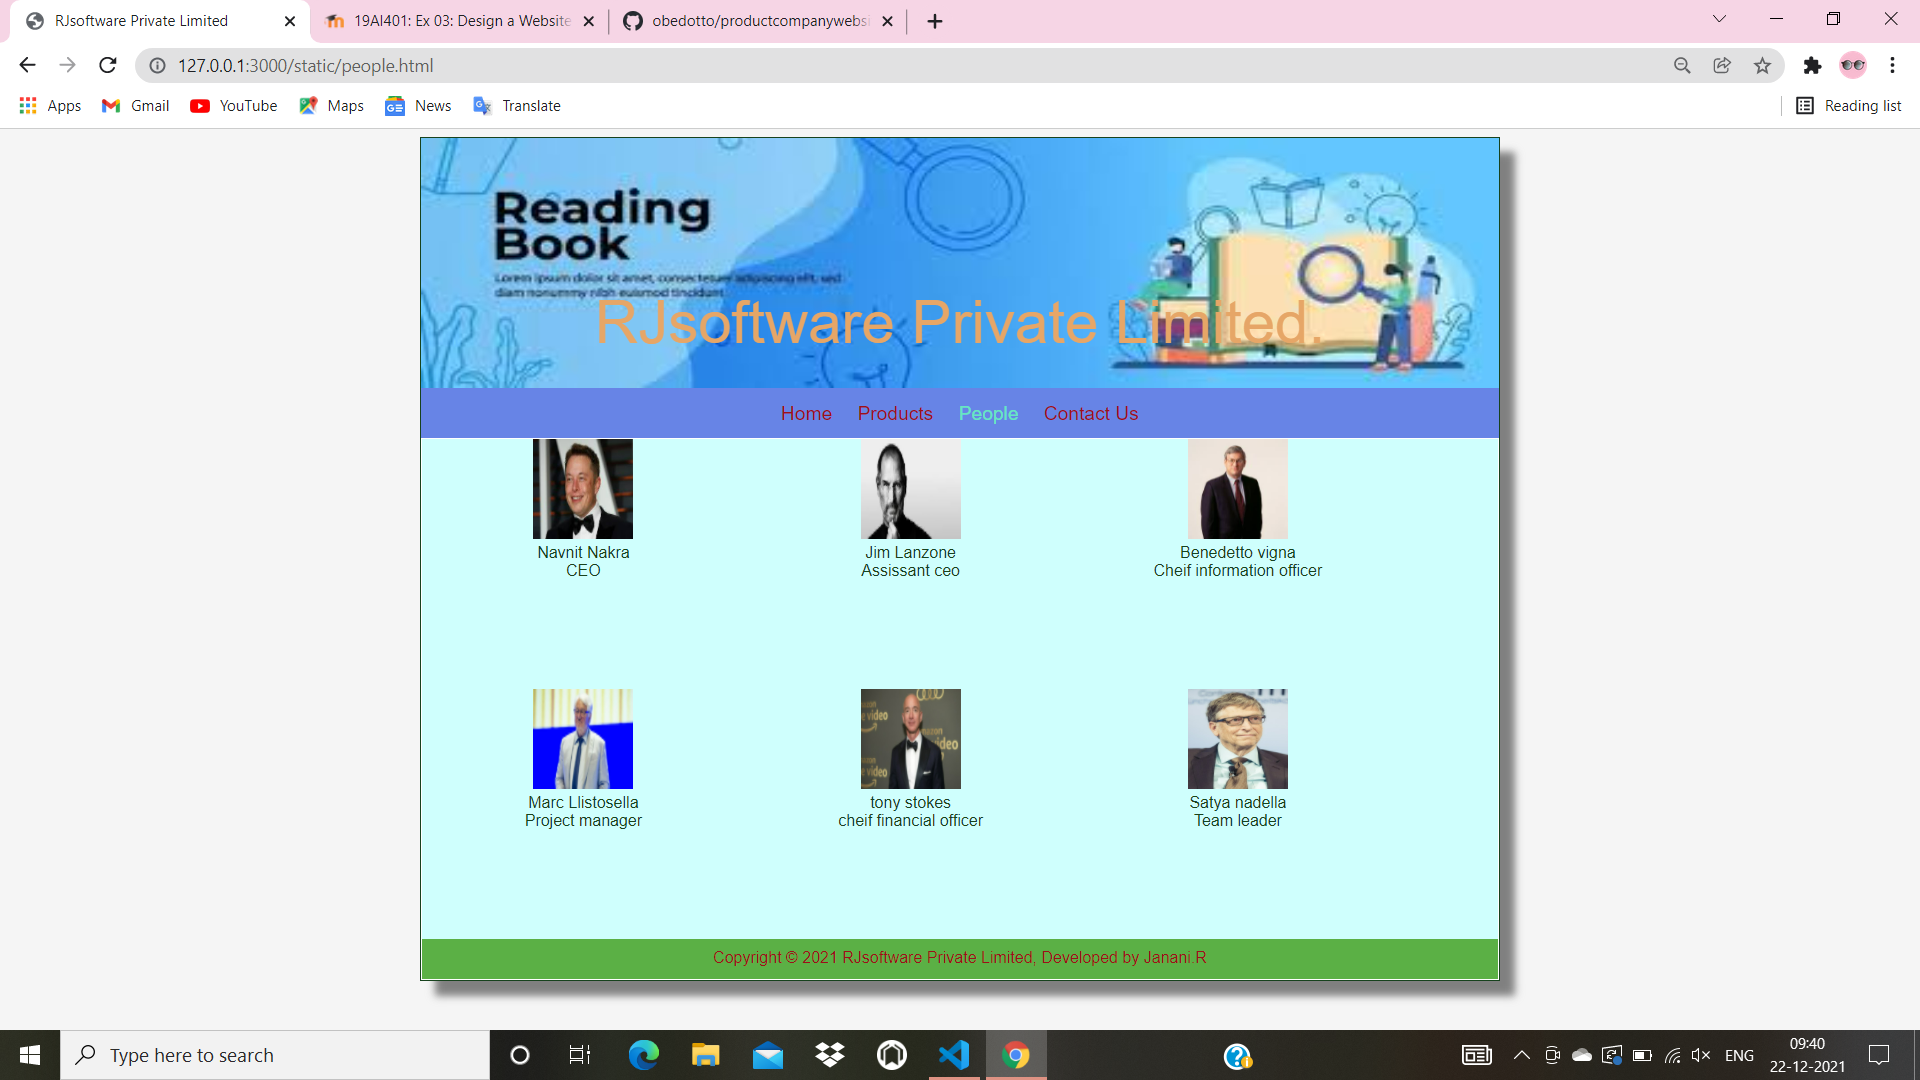 RJsoftware Private Limited
19AI401: Ex 03: Design a Website
obedotto/productcompanywebsi
127.0.0.1:3000/static/people.html
Apps
Gmail
YouTube
Maps
News
Translate
Reading list
Reading
Book
Lorem ipsum dolor sit amet, consectetuer adipiscing elit, sed
diam nonummy nibh euismod tincidunt
RJsoftware Private Limited.
Home
Products
People
Contact Us
Navnit Nakra
CEO
Jim Lanzone
Assissant ceo
Benedetto vigna
Cheif information officer
Marc Llistosella
Project manager
tony stokes
cheif financial officer
Satya nadella
Team leader
Copyright © 2021 RJsoftware Private Limited, Developed by Janani.R
Type here to search
ENG
09:40
22-12-2021